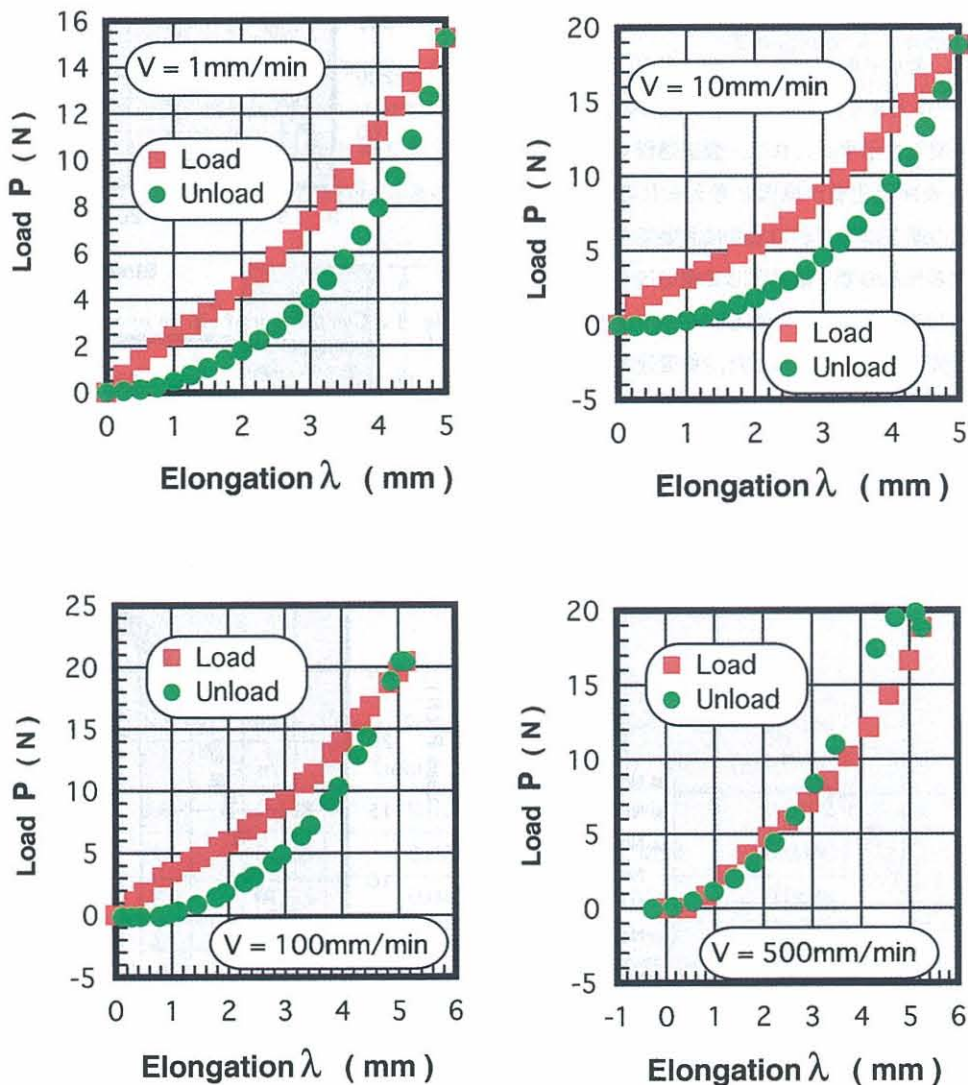 16
14
12
10
8
6
4
2
0
Load P ( N )
V = 1mm/min
Load
Unload
0 1 2 3 4 5
Elongation λ ( mm )
20
15
10
5
0
-5
Load P ( N )
V = 10mm/min
Load
Unload
0 1 2 3 4 5
Elongation λ ( mm )
25
20
15
10
5
0
-5
Load P ( N )
Load
Unload
V = 100mm/min
0 1 2 3 4 5 6
Elongation λ ( mm )
20
15
10
5
0
-5
Load P ( N )
Load
Unload
V = 500mm/min
-1 0 1 2 3 4 5 6
Elongation λ ( mm )